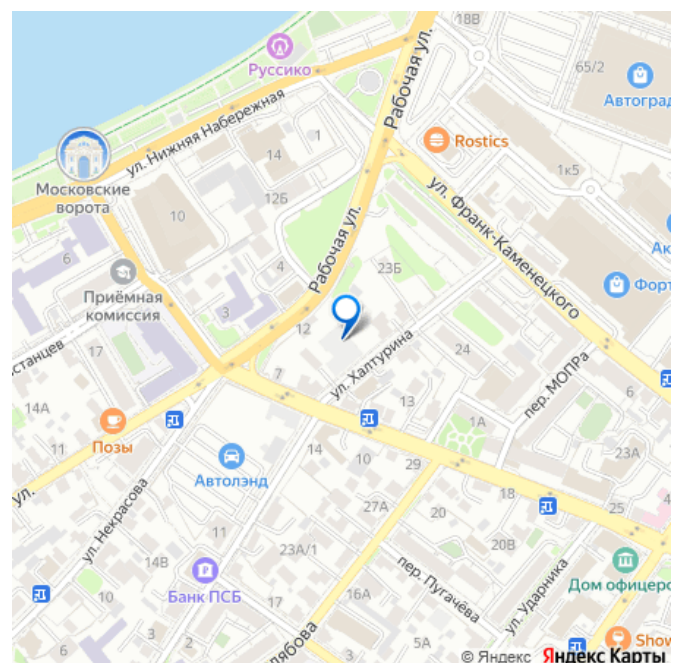 18В
Руссико
Рабочая ул.
65/2
Автоград
ул. Нижняя Набережная
1
Rostics
14
1к5
Московские
ворота
12Б
ул. Франк-Каменецкого
10
6
Рабочая ул.
23Б
Ак
4
Приёмная
комиссия
Форт
3
12
станцев
17
ул. Халтурина
24
пер. МОПРа
7
6
14А
13
1А
11
Позы
14
23А
Автолэнд
10
29
ул.
18
27А
25
4
ул. Некрасова
11
20
23А/1
20В
14В
пер. Пугачёва
ул. Ударника
Дом офицеро
10
Банк ПСБ
17
16А
лябова
3
2
5А
Show
© Яндекс Яндекс Карты